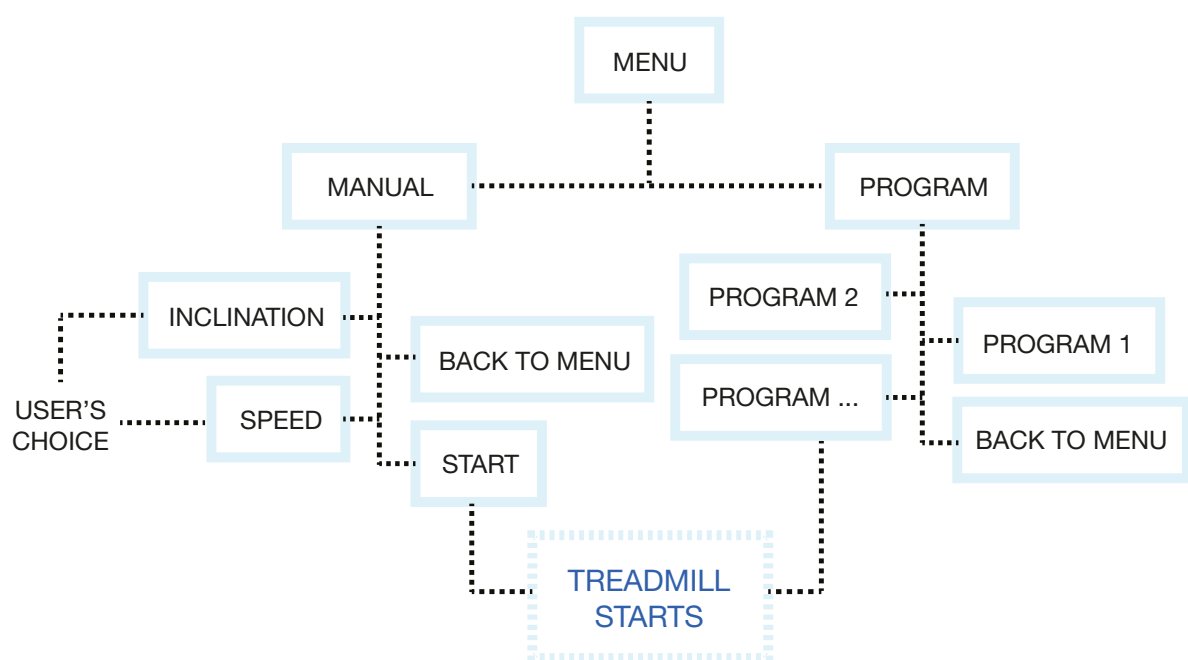 MENU
MANUAL
PROGRAM
INCLINATION
PROGRAM 2
BACK TO MENU
PROGRAM 1
USER'S
CHOICE
SPEED
PROGRAM ...
START
BACK TO MENU
TREADMILL
STARTS